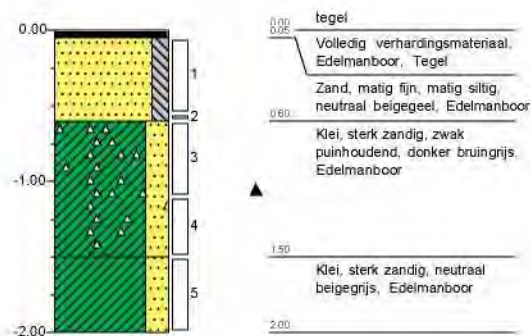 tegel
0.00
0.00
0.05
Volledig verhardingsmateriaal,
Edelmanboor, Tegel
1
Zand, matig fijn, matig siltig,
neutraal beigegeel, Edelmanboor
2
0.60
Klei, sterk zandig, zwak
puinhoudend, donker bruingrijs,
Edelmanboor
3
-1.00
4
1.50
Klei, sterk zandig, neutraal
beigegrijs, Edelmanboor
5
-2.00
2.00